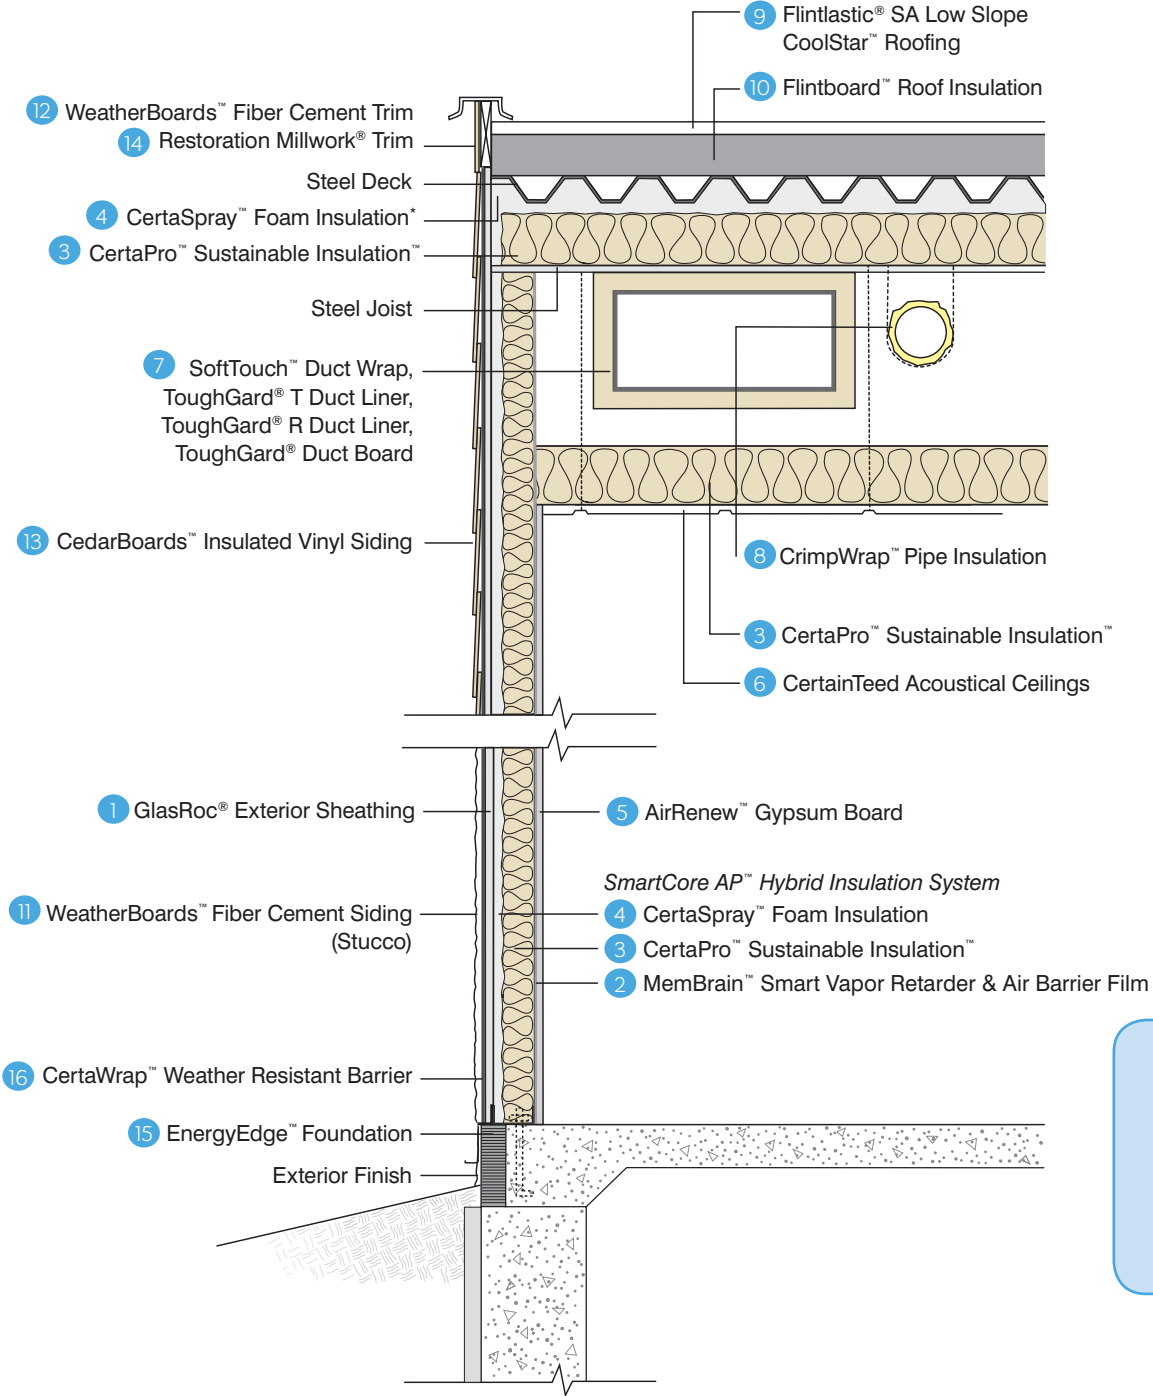 9 Flintlastic® SA Low Slope
CoolStar™ Roofing
10 Flintboard™ Roof Insulation
12 WeatherBoards™ Fiber Cement Trim
14 Restoration Millwork® Trim
Steel Deck
4 CertaSpray™ Foam Insulation*
3 CertaPro™ Sustainable Insulation™
Steel Joist
7 SoftTouch™ Duct Wrap,
ToughGard® T Duct Liner,
ToughGard® R Duct Liner,
ToughGard® Duct Board
13 CedarBoards™ Insulated Vinyl Siding
8 CrimpWrap™ Pipe Insulation
3 CertaPro™ Sustainable Insulation™
6 CertainTeed Acoustical Ceilings
1 GlasRoc® Exterior Sheathing
5 AirRenew™ Gypsum Board
SmartCore AP™ Hybrid Insulation System
4 CertaSpray™ Foam Insulation
3 CertaPro™ Sustainable Insulation™
2 MemBrain™ Smart Vapor Retarder & Air Barrier Film
11 WeatherBoards™ Fiber Cement Siding
(Stucco)
16 CertaWrap™ Weather Resistant Barrier
15 EnergyEdge™ Foundation
Exterior Finish